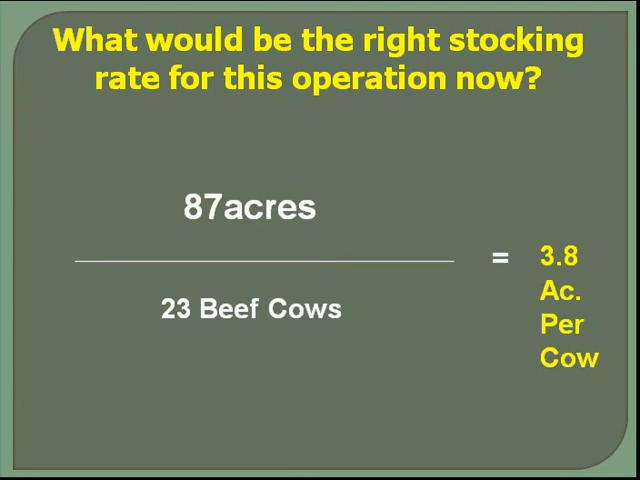 What would be the right stocking
rate for this operation now?
87acres
23 Beef Cows
=
3.8
Ac.
Per
Cow